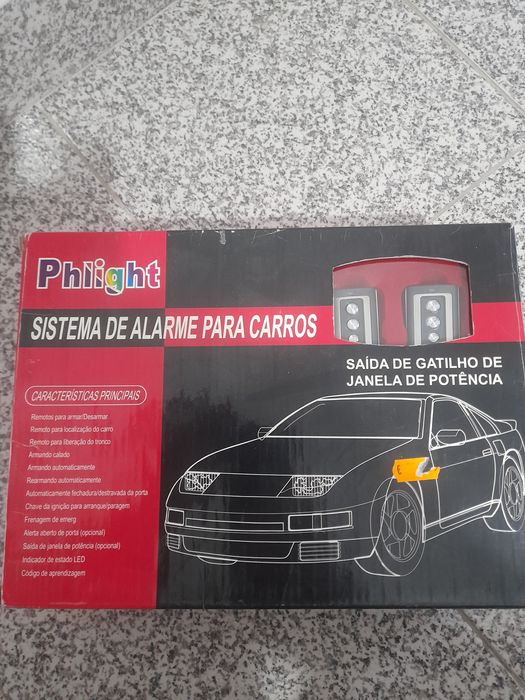 Phlight
SISTEMA DE ALARME PARA CARROS
SAÍDA DE GATILHO DE
JANELA DE POTÊNCIA
CARACTERÍSTICAS PRINCIPAIS
Remotos para armar/Desarmar
Remoto para localização do carro
Remoto para liberação do tronco
Armando calado
Armando automaticamente
Rearmando automaticamente
Automaticamente fechadura/destravada da porta
Chave da ignição para arranque/paragem
Frenagem de emerg
Alerta aberto de porta (opcional)
Saída de janela de potência (opcional)
Indicador de estado LED
Código de aprendizagem
€